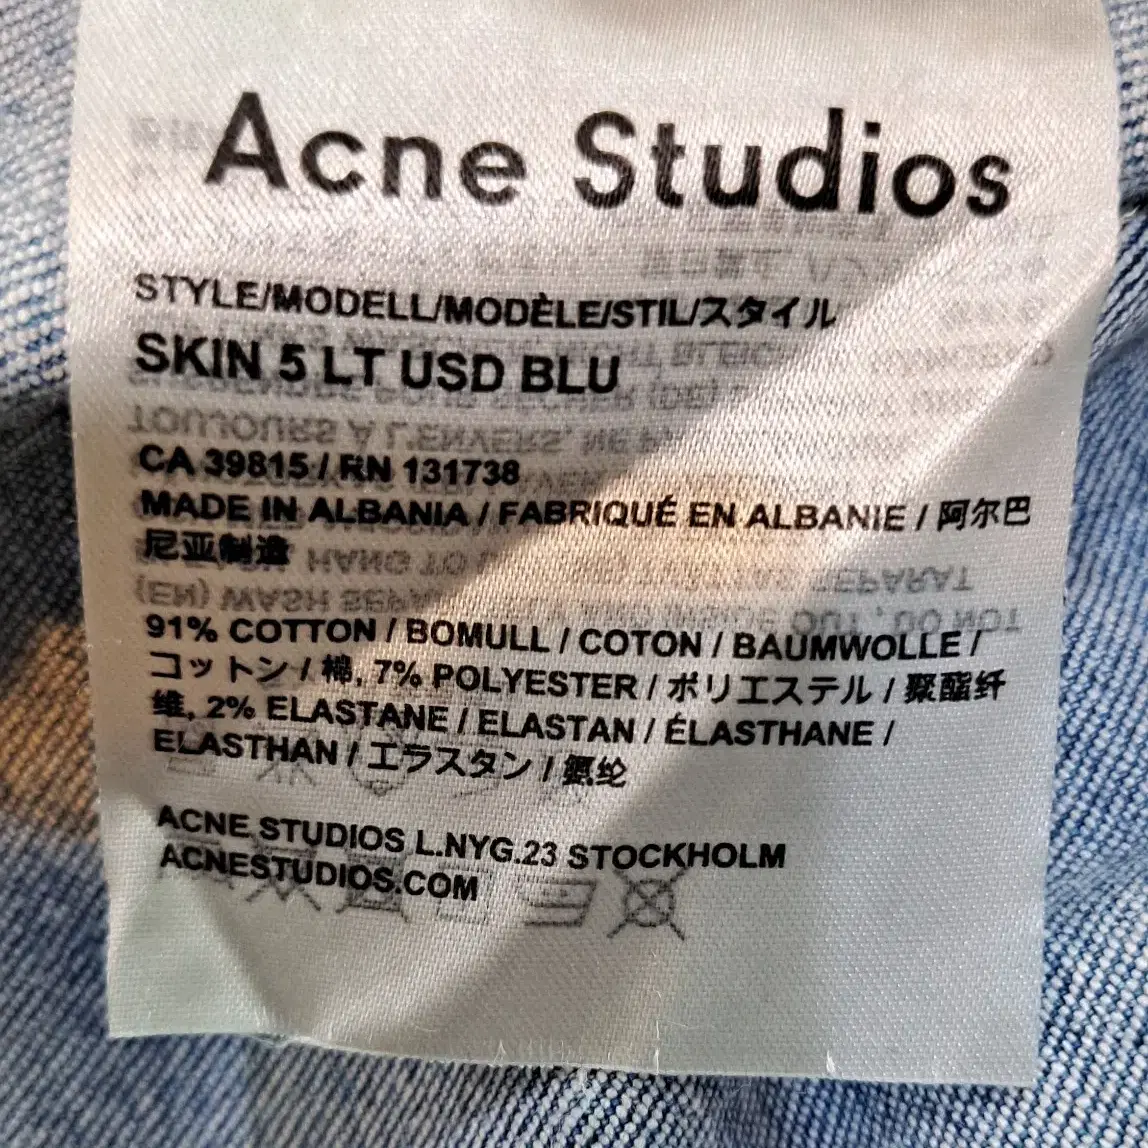 Acne Studios
STYLE/MODELL/MODÈLE/STIL/スタイル
SKIN 5 LT USD BLU
CA 39815 / RN 131738
MADE IN ALBANIA / FABRIQUÉ EN ALBANIE / 阿尔巴
尼亚制造
91% COTTON / BOMULL / COTON / BAUMWOLLE /
コットン / 棉, 7% POLYESTER / ポリエステル / 聚酯纤
维, 2% ELASTANE / ELASTAN / ÉLASTHANE /
ELASTHAN / エラスタン / 氨纶
ACNE STUDIOS L.NYG.23 STOCKHOLM
ACNESTUDIOS.COM